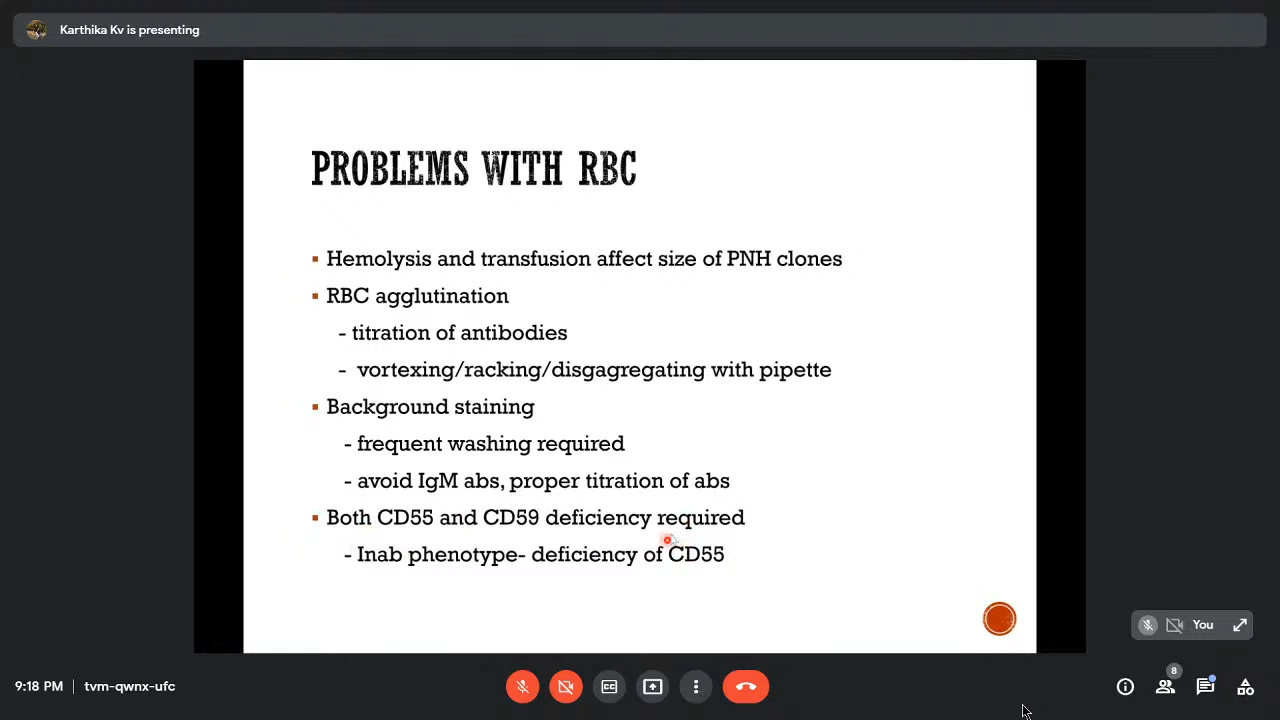 Karthika Kv is presenting
PROBLEMS WITH RBC
▪ Hemolysis and transfusion affect size of PNH clones
▪ RBC agglutination
- titration of antibodies
- vortexing/racking/disgagregating with pipette
▪ Background staining
- frequent washing required
- avoid IgM abs, proper titration of abs
▪ Both CD55 and CD59 deficiency required
- Inab phenotype- deficiency of CD55
You
8
9:18 PM | tvm-qwnx-ufc